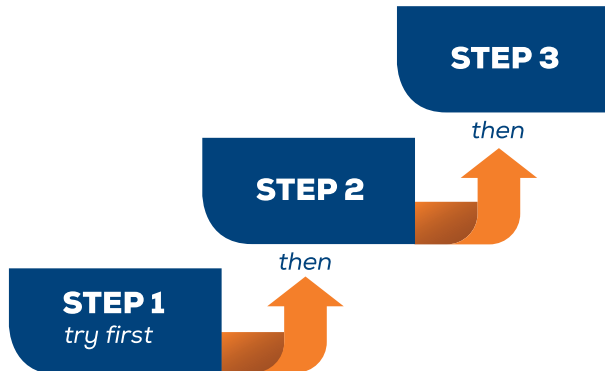 STEP 3
then
STEP 2
then
STEP 1
try first